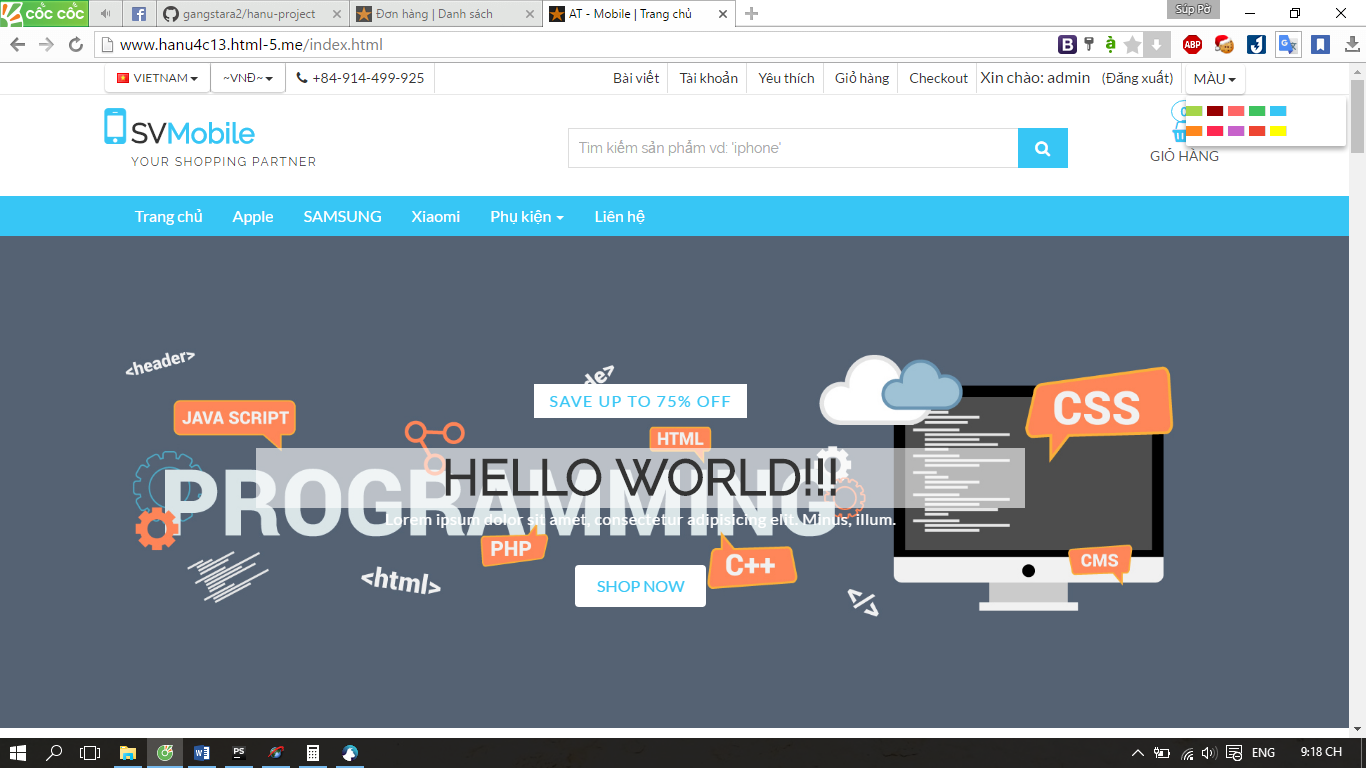 Súp Pờ
CỐC CỐC
gangstara2/hanu-project
Đơn hàng | Danh sách
AT - Mobile | Trang chủ
www.hanu4c13.html-5.me/index.html
VIETNAM
~VNĐ~
+84-914-499-925
Bài viết
Tài khoản
Yêu thích
Giỏ hàng
Checkout
Xin chào: admin
(Đăng xuất)
MÀU
SVMobile
YOUR SHOPPING PARTNER
Tìm kiếm sản phẩm vd: 'iphone'
GIỎ HÀNG
Trang chủ
Apple
SAMSUNG
Xiaomi
Phụ kiện
Liên hệ
<header>
SAVE UP TO 75% OFF
JAVA SCRIPT
HTML
CSS
PROGRAMMING
HELLO WORLD!!!
Lorem ipsum dolor sit amet, consectetur adipisicing elit. Minus, illum.
PHP
C++
CMS
<html>
SHOP NOW
</>
ENG
9:18 CH